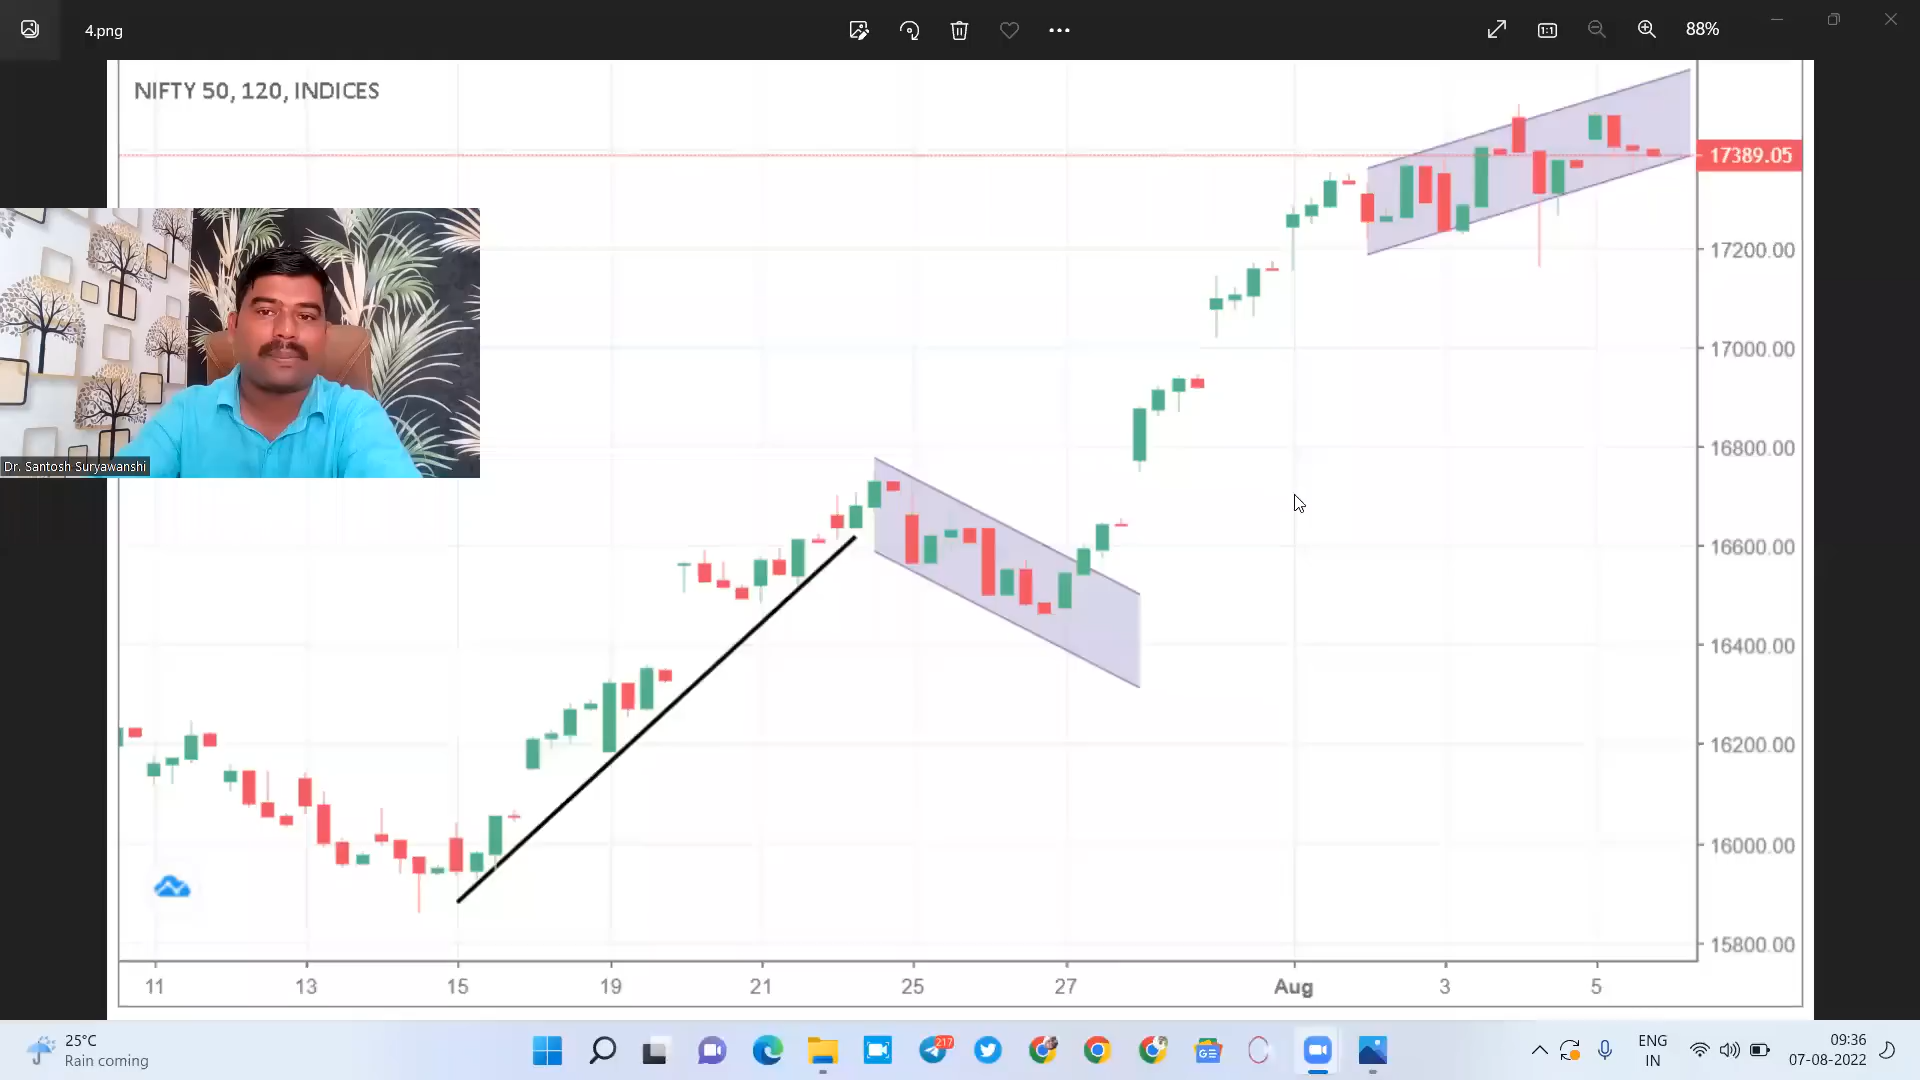 4.png
88%
NIFTY 50, 120, INDICES
17389.05
17200.00
17000.00
16800.00
Dr. Santosh Suryawanshi
16600.00
16400.00
16200.00
16000.00
15800.00
11 13 15 19 21 25 27 Aug 3 5
25°C
Rain coming
217
ENG
IN
09:36
07-08-2022